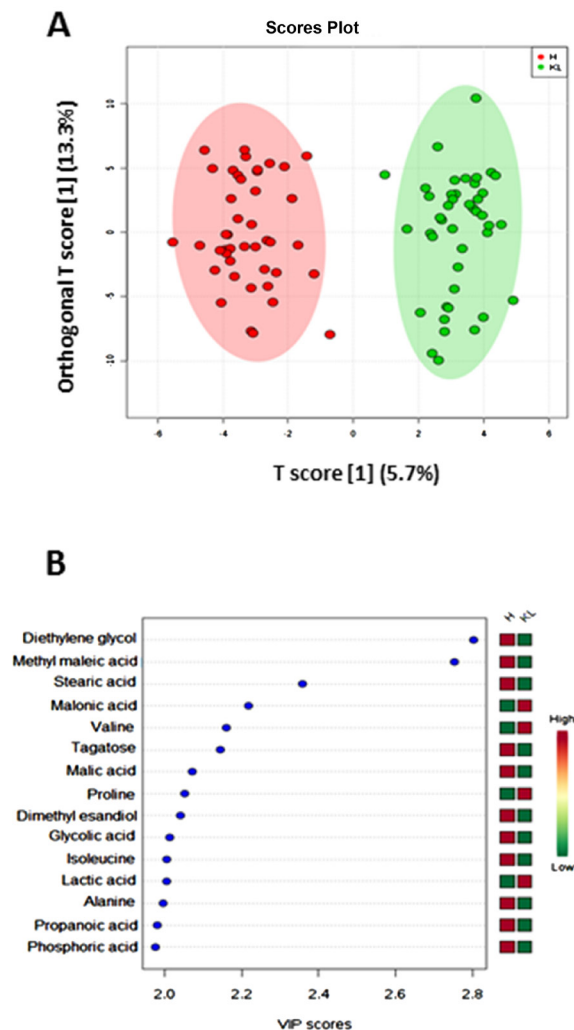 A
Scores Plot
H
KL
Orthogonal T score [1] (13.3%)
10
5
0
-5
-10
-6 -4 -2 0 2 4 6
T score [1] (5.7%)
B
H KL
Diethylene glycol
Methyl maleic acid
Stearic acid
Malonic acid
Valine
Tagatose
Malic acid
Proline
Dimethyl esandiol
Glycolic acid
Isoleucine
Lactic acid
Alanine
Propanoic acid
Phosphoric acid
High
Low
2.0 2.2 2.4 2.6 2.8
VIP scores